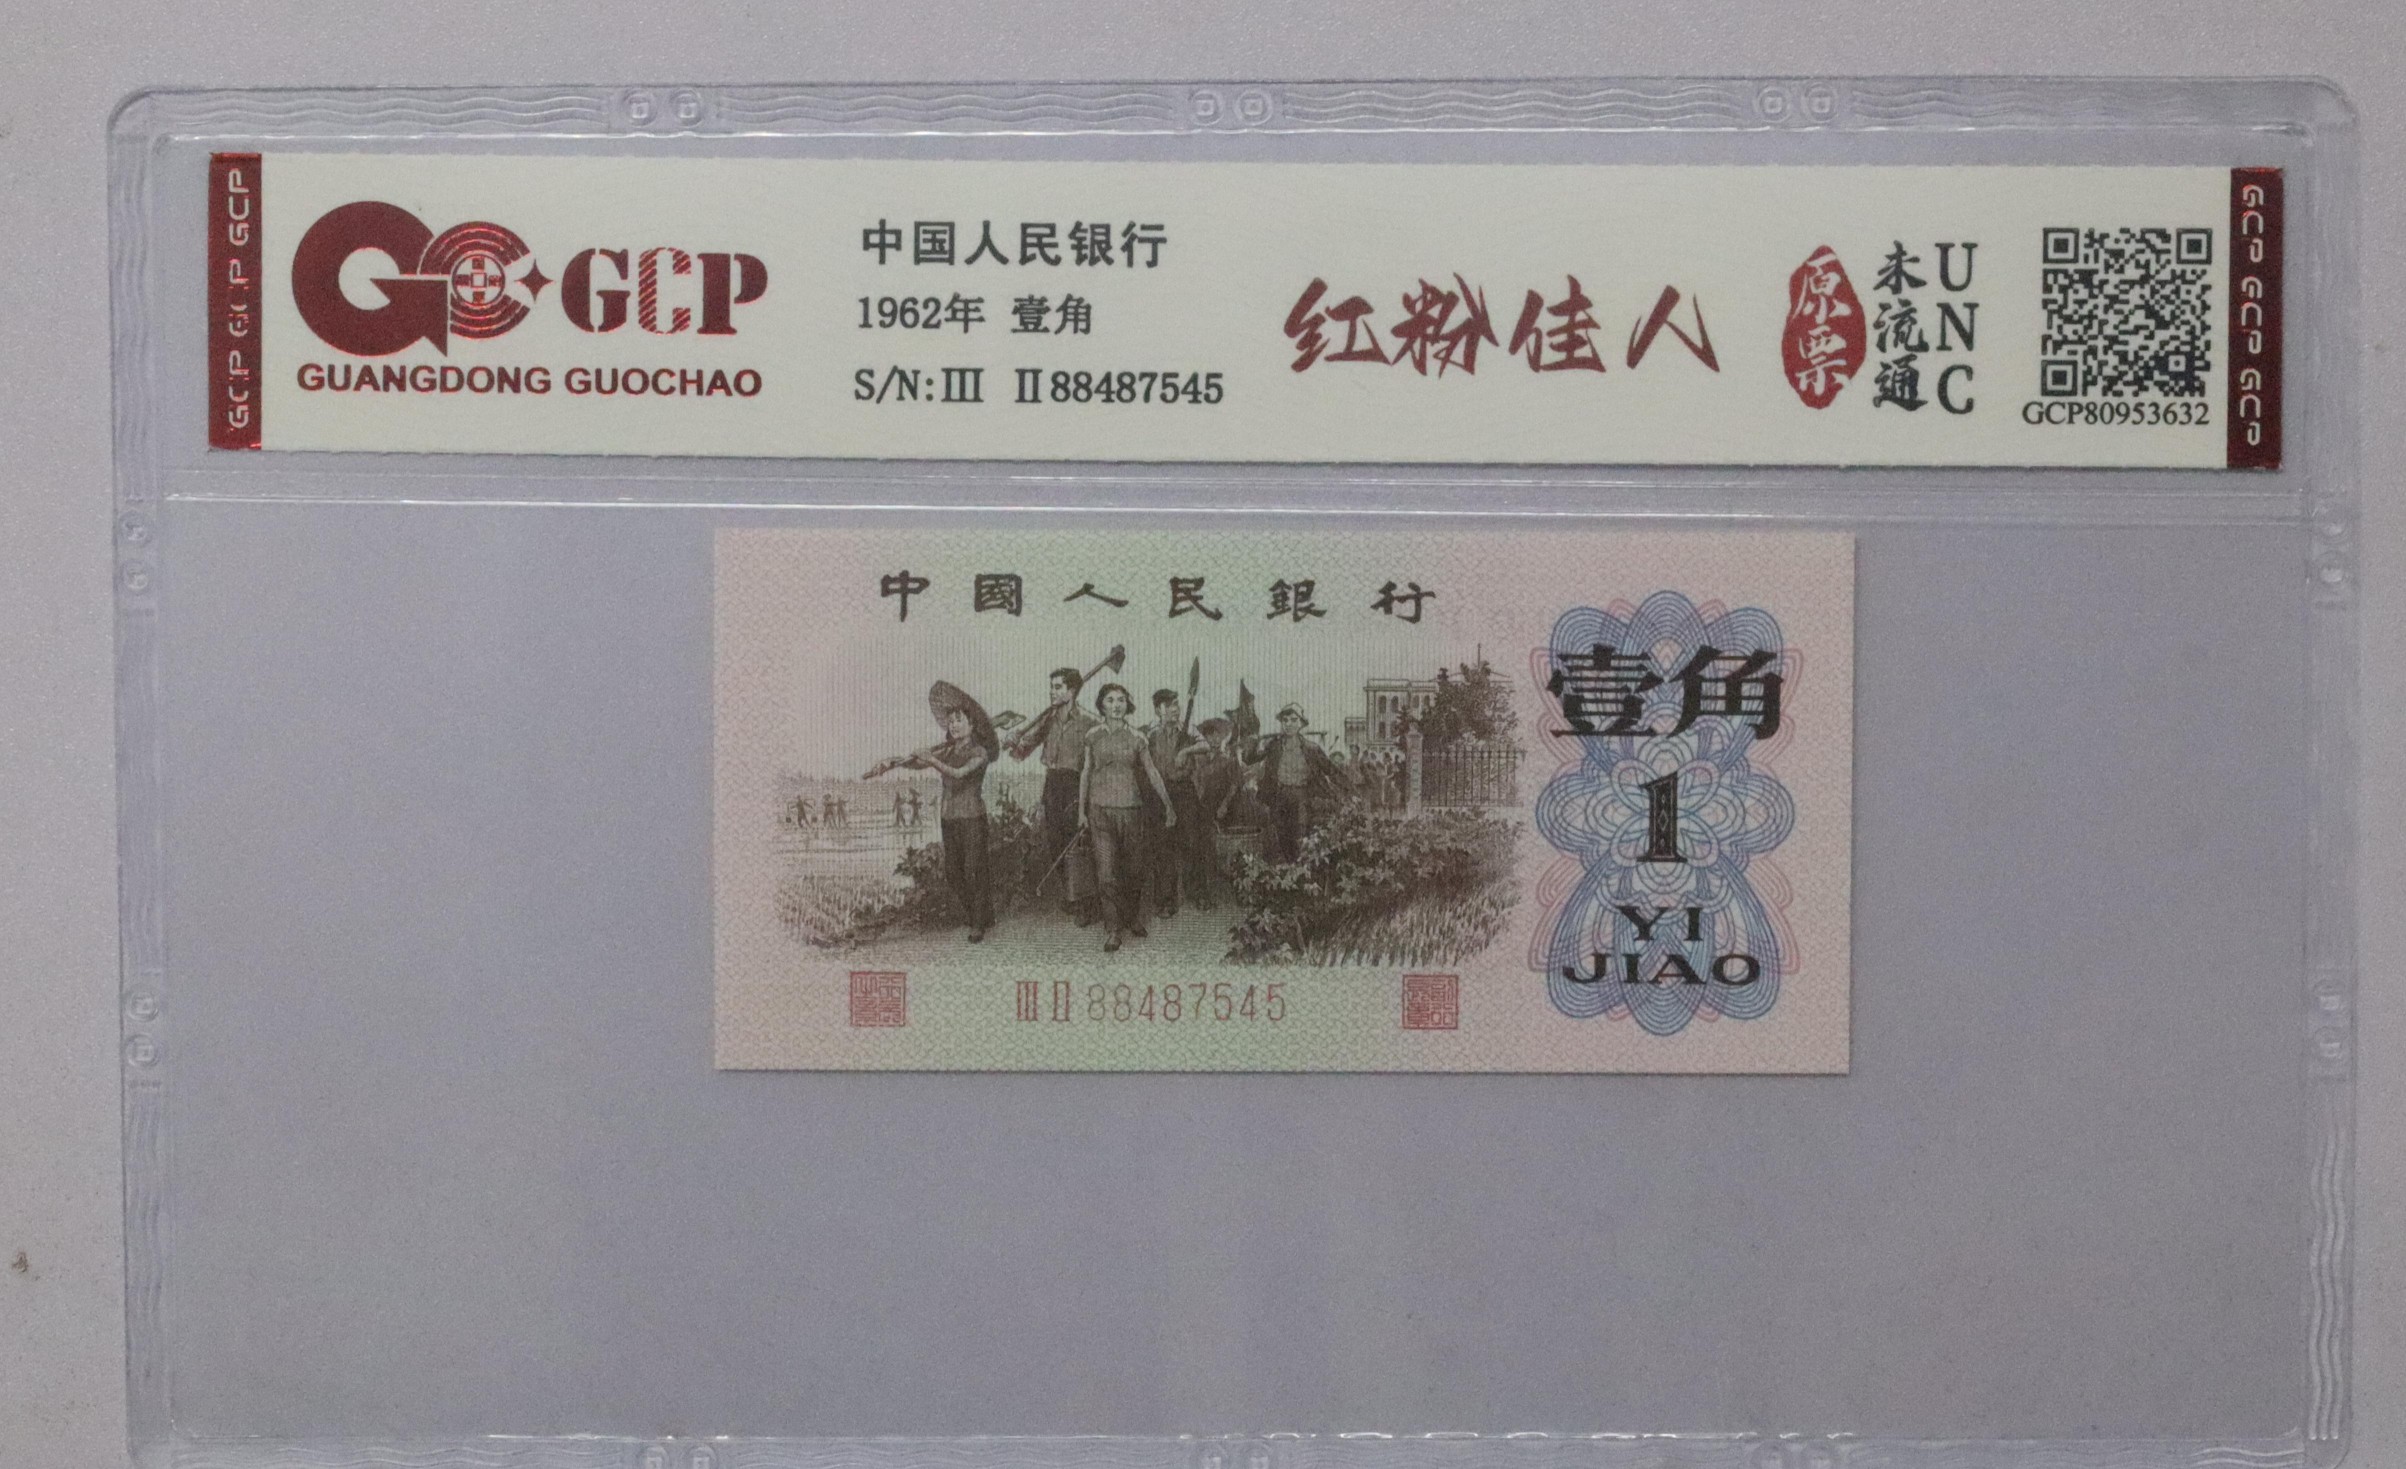 GCP GCP GCP
GCP
GUANGDONG GUOCHAO
中国人民银行
1962年 壹角
S/N:III II88487545
红粉佳人
原票
未流通
UNC
GCP80953632
GCP GCP GCP
中國人民銀行
壹角
1
YI
JIAO
III II 88487545